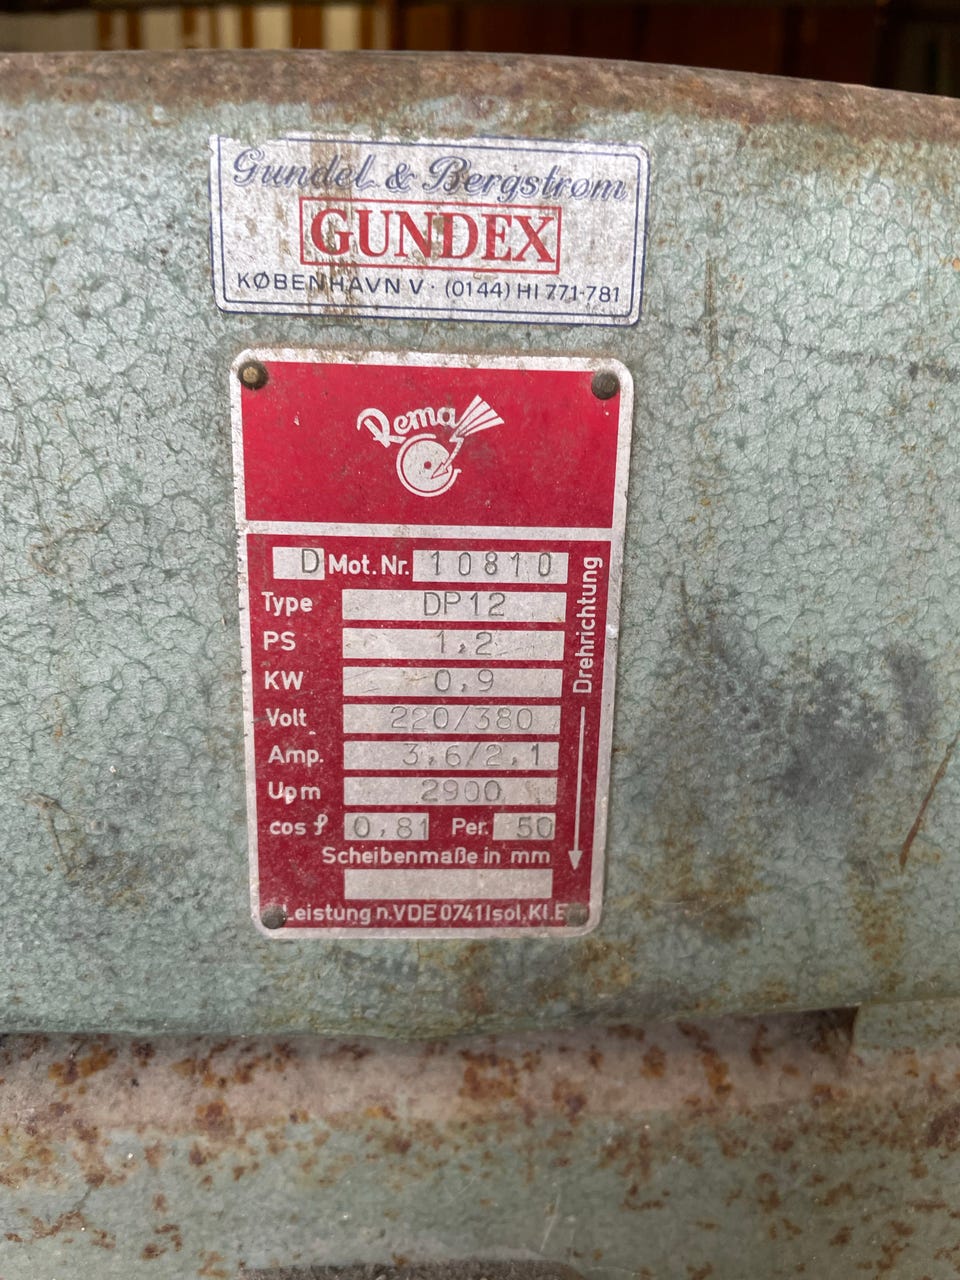 Gundel & Bergstrøm
GUNDEX
KØBENHAVN V · (0144) HI 771-781
Rema
D Mot.Nr. 10810
Type DP12
PS 1,2
KW 0,9
Volt 220/380
Amp. 3,6/2,1
Upm 2900
cos φ 0,81 Per. 50
Scheibenmaße in mm
Leistung n.VDE 0741 Isol.Kl.E
Drehrichtung